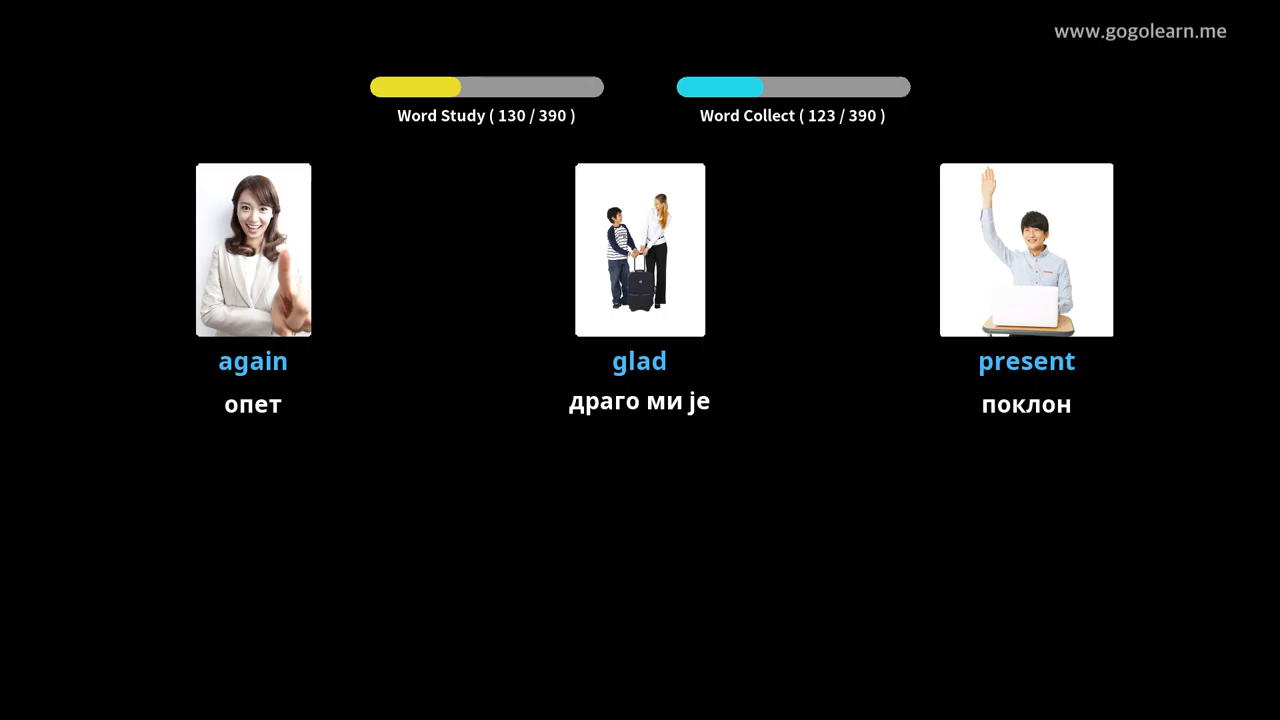 www.gogolearn.me
Word Study ( 130 / 390 )
Word Collect ( 123 / 390 )
again
glad
present
опет
драго ми је
поклон